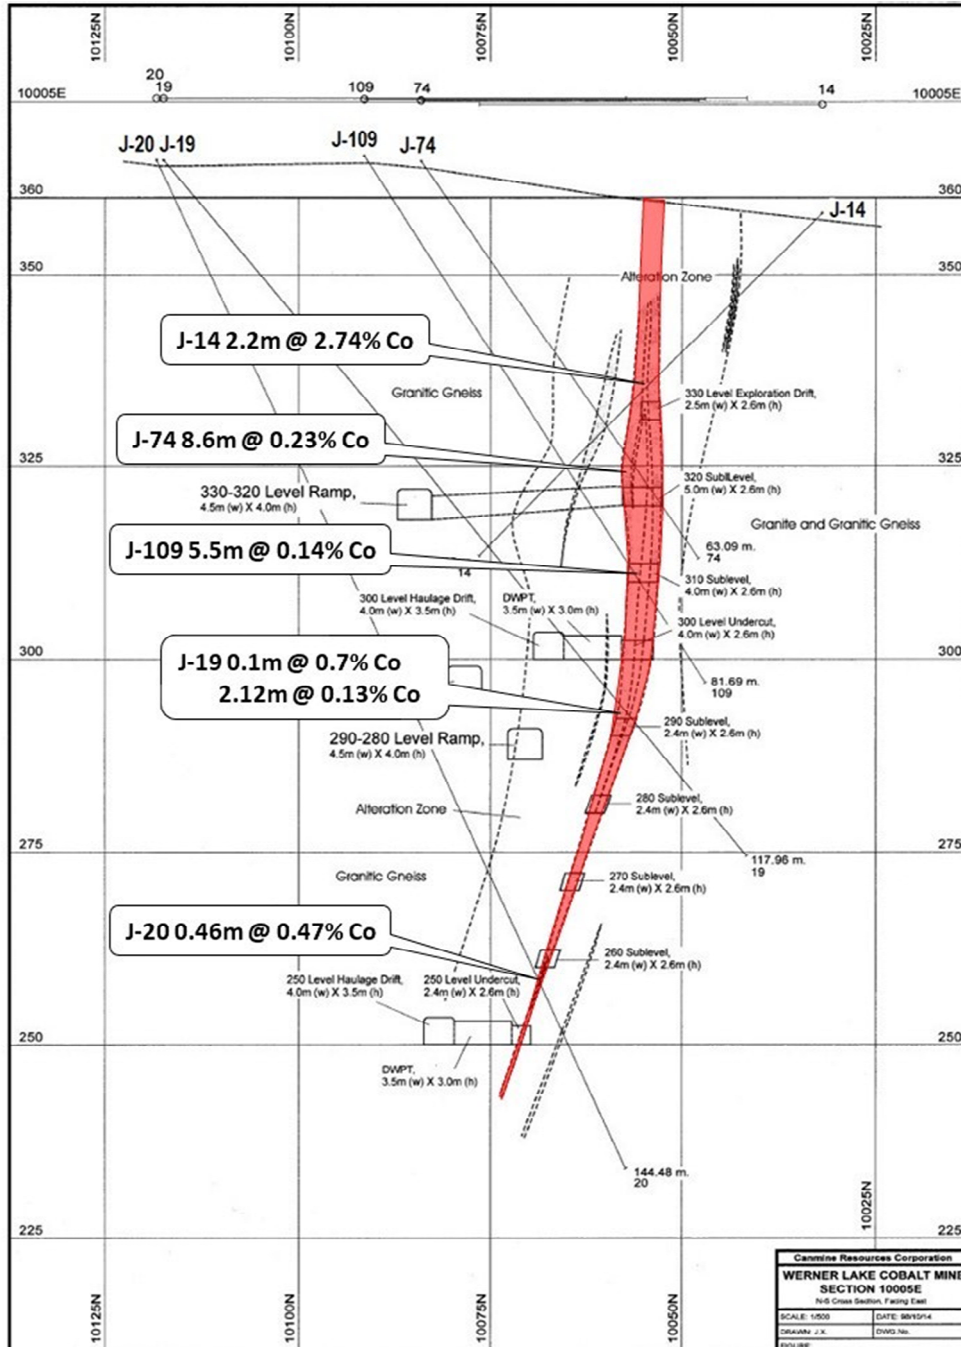 10125N
10100N
10075N
10050N
10025N
20
19
109
74
14
10005E
10005E
J-20 J-19
J-109
J-74
J-14
360
360
350
350
Alteration Zone
J-14 2.2m @ 2.74% Co
Granitic Gneiss
330 Level Exploration Drift,
2.5m (w) X 2.6m (h)
J-74 8.6m @ 0.23% Co
325
325
330-320 Level Ramp,
4.5m (w) X 4.0m (h)
320 SublLevel,
5.0m (w) X 2.6m (h)
Granite and Granitic Gneiss
J-109 5.5m @ 0.14% Co
63.09 m.
74
14
310 Sublevel,
4.0m (w) X 2.6m (h)
300 Level Haulage Drift,
4.0m (w) X 3.5m (h)
DWPT,
3.5m (w) X 3.0m (h)
300 Level Undercut,
4.0m (w) X 2.6m (h)
300
300
J-19 0.1m @ 0.7% Co
2.12m @ 0.13% Co
81.69 m.
109
290 Sublevel,
2.4m (w) X 2.6m (h)
290-280 Level Ramp,
4.5m (w) X 4.0m (h)
280 Sublevel,
2.4m (w) X 2.6m (h)
Alteration Zone
275
275
117.96 m.
19
Granitic Gneiss
270 Sublevel,
2.4m (w) X 2.6m (h)
J-20 0.46m @ 0.47% Co
260 Sublevel,
2.4m (w) X 2.6m (h)
250 Level Haulage Drift,
4.0m (w) X 3.5m (h)
250 Level Undercut,
2.4m (w) X 2.6m (h)
250
250
DWPT,
3.5m (w) X 3.0m (h)
144.48 m.
20
225
225
10125N
10100N
10075N
10050N
10025N
Canmine Resources Corporation
WERNER LAKE COBALT MINE
SECTION 10005E
N-S Cross Section, Facing East
SCALE: 1/500
DATE: 98/10/14
DRAWN: J.X.
DWG.No.
FIGURE